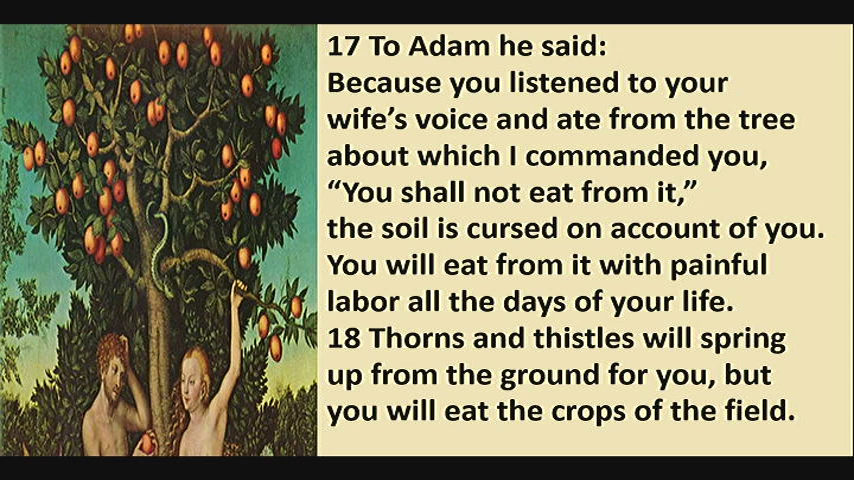 17 To Adam he said:
Because you listened to your
wife’s voice and ate from the tree
about which I commanded you,
“You shall not eat from it,”
the soil is cursed on account of you.
You will eat from it with painful
labor all the days of your life.
18 Thorns and thistles will spring
up from the ground for you, but
you will eat the crops of the field.